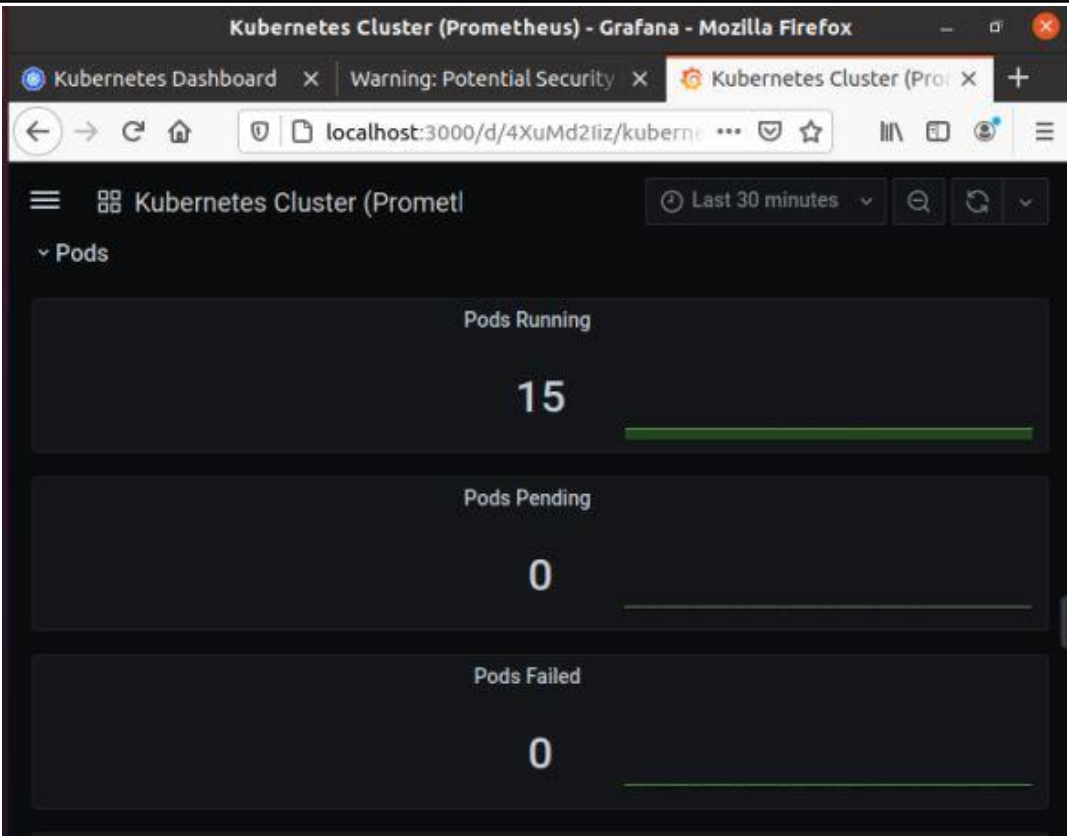 Kubernetes Cluster (Prometheus) - Grafana - Mozilla Firefox
Kubernetes Dashboard Warning: Potential Security Kubernetes Cluster (Pro
localhost:3000/d/4XuMd2Iiz/kuberne
Kubernetes Cluster (Promet Last 30 minutes
Pods
Pods Running
15
Pods Pending
0
Pods Failed
0